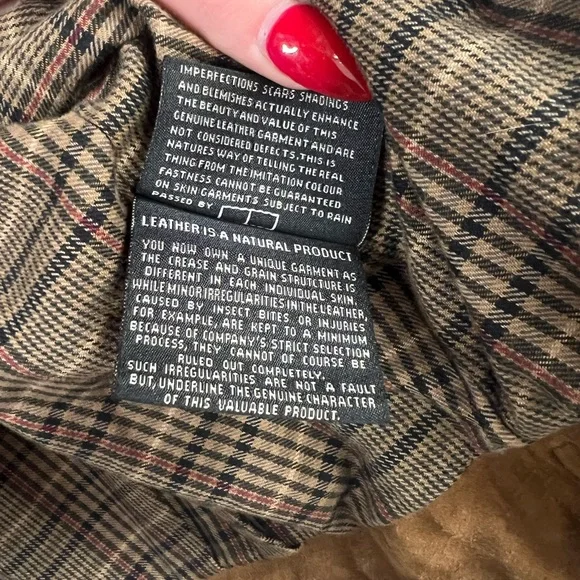 IMPERFECTIONS SCARS SHADINGS
AND BLEMISHES ACTUALLY ENHANCE
THE BEAUTY AND VALUE OF THIS
GENUINE LEATHER GARMENT AND ARE
NOT CONSIDERED DEFECTS, THIS IS
NATURES WAY OF TELLING THE REAL
THING FROM THE IMITATION COLOUR
FASTNESS CANNOT BE GUARANTEED
ON SKIN GARMENTS SUBJECT TO RAIN
PASSED BY
LEATHER IS A NATURAL PRODUCT
YOU NOW OWN A UNIQUE GARMENT AS
THE CREASE AND GRAIN STRUTCURE IS
DIFFERENT IN EACH INDIVIDUAL SKIN.
WHILE MINOR IRREGULARITIES IN THE LEATHER
CAUSED BY INSECT BITES. OR INJURIES
FOR EXAMPLE, ARE KEPT TO A MINIMUM
BECAUSE OF COMPANY'S STRICT SELECTION
PROCESS, THEY CANNOT OF COURSE BE
RULED OUT COMPLETELY.
SUCH IRREGULARITIES ARE NOT A FAULT
BUT, UNDERLINE THE GENUINE CHARACTER
OF THIS VALUABLE PRODUCT.